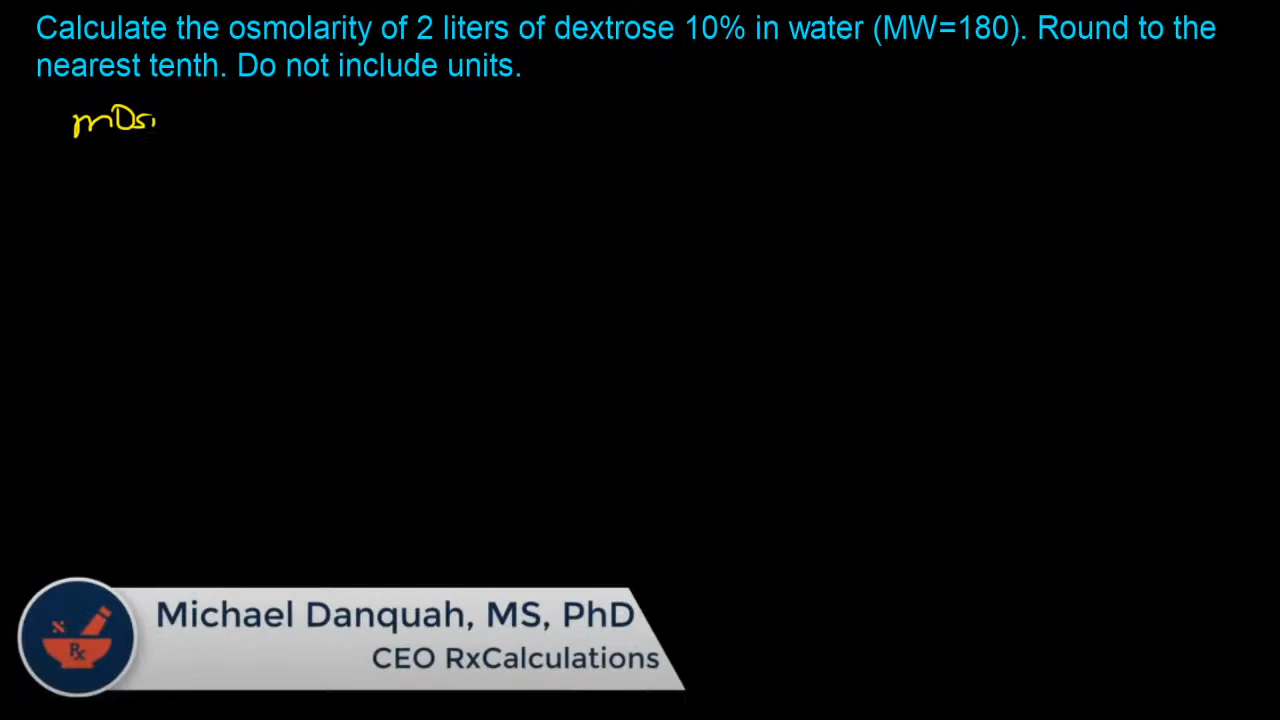 Calculate the osmolarity of 2 liters of dextrose 10% in water (MW=180). Round to the
nearest tenth. Do not include units.
mOs
Rx
Michael Danquah, MS, PhD
CEO RxCalculations